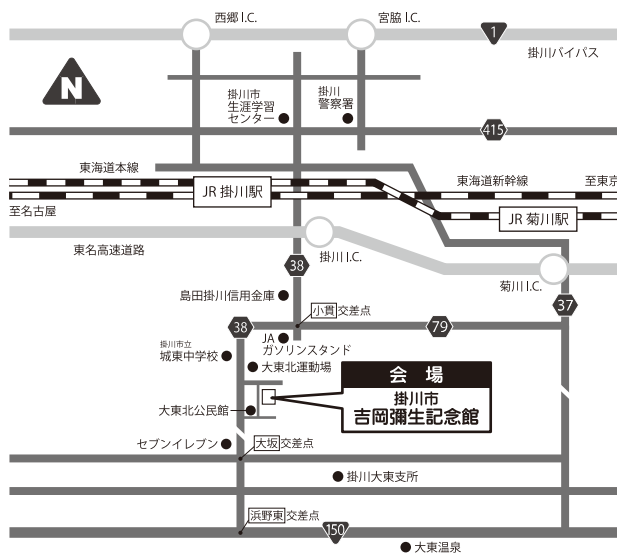 西郷 I.C.
宮脇 I.C.
1
掛川バイパス
N
掛川市
生涯学習
センター
掛川
警察署
415
東海道本線
JR 掛川駅
東海道新幹線
至東京
至名古屋
JR 菊川駅
東名高速道路
掛川 I.C.
菊川 I.C.
38
島田掛川信用金庫
小貫交差点
37
38
79
JA
ガソリンスタンド
掛川市立
城東中学校
大東北運動場
会場
掛川市
吉岡彌生記念館
大東北公民館
セブンイレブン
大坂交差点
掛川大東支所
浜野東交差点
150
大東温泉